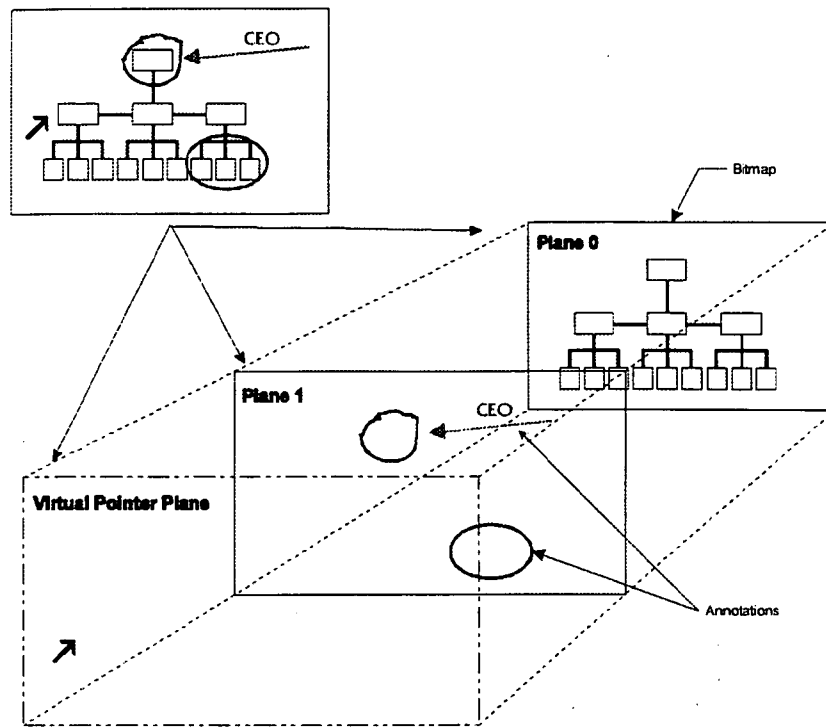 CEO
Bitmap
Plane 0
Plane 1
CEO
Virtual Pointer Plane
Annotations